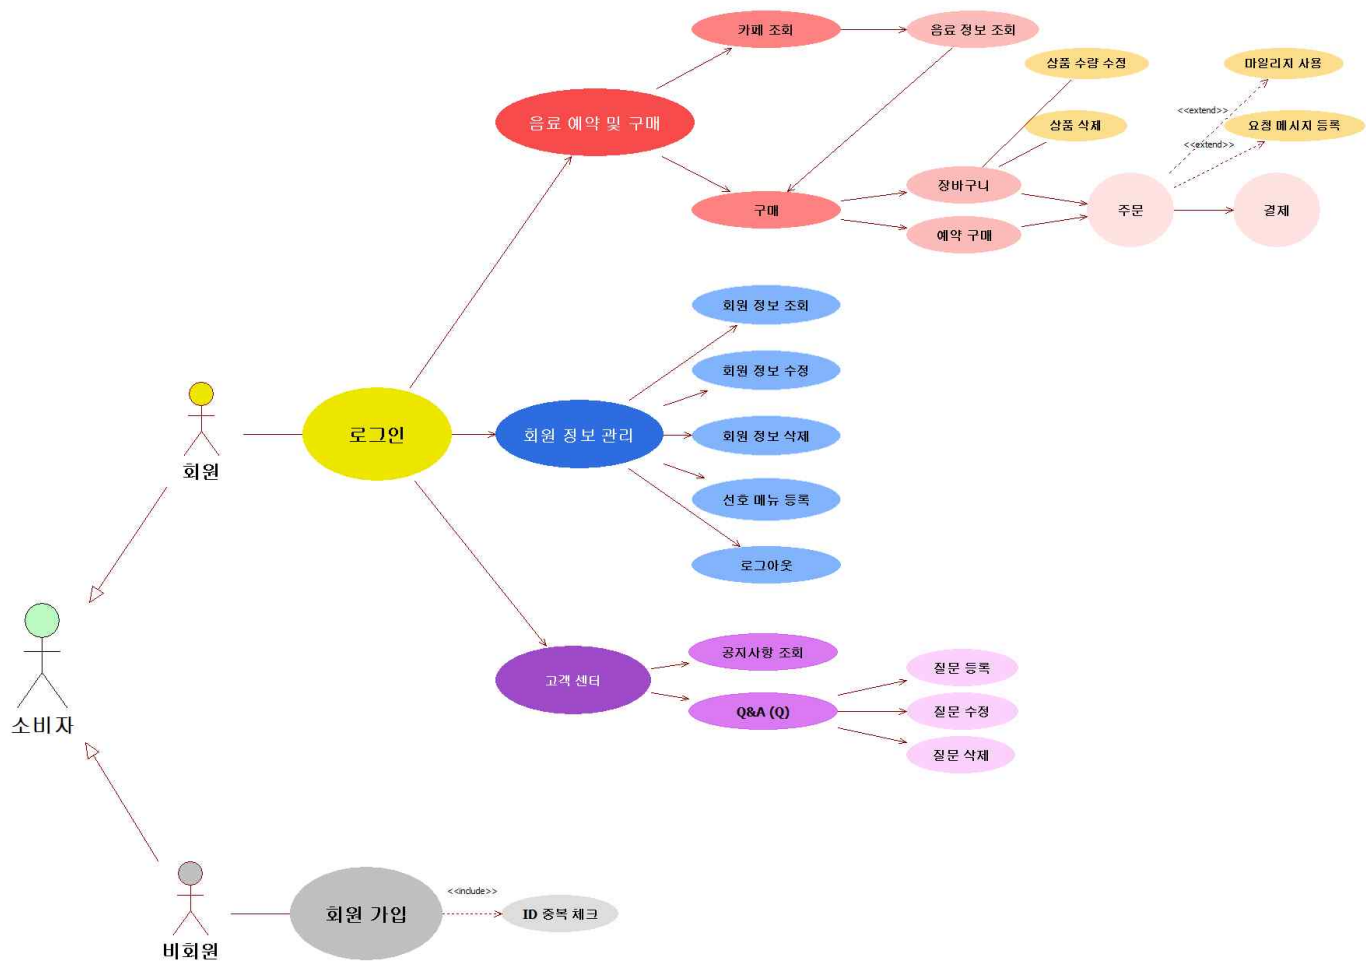 카페 조회
음료 정보 조회
상품 수량 수정
마일리지 사용
<<extend>>
음료 예약 및 구매
상품 삭제
요청 메시지 등록
<<extend>>
장바구니
구매
주문
결제
예약 구매
회원 정보 조회
회원 정보 수정
로그인
회원 정보 관리
회원 정보 삭제
회원
선호 메뉴 등록
로그아웃
공지사항 조회
질문 등록
고객 센터
Q&A (Q)
질문 수정
소비자
질문 삭제
<<include>>
회원 가입
ID 중복 체크
비회원